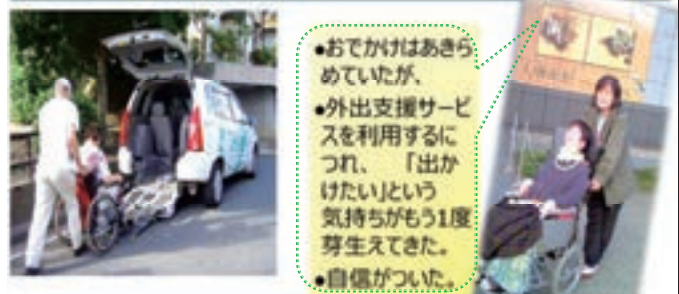 ●おでかけはあきら
めていたが、
●外出支援サービ
スを利用するに
つれ、 「出か
けたい」という
気持ちがもう1度
芽生えてきた。
●自信がついた。